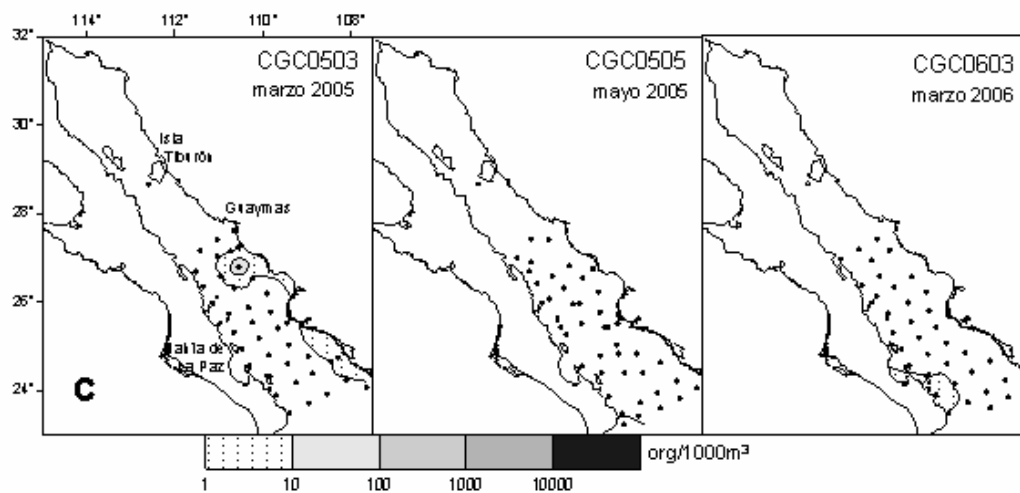 114° 112° 110° 108°
32°
30°
28°
26°
24°
CGC0503
marzo 2005
Isla
Tiburón
Guaymas
Bahía de
La Paz
C
CGC0505
mayo 2005
CGC0603
marzo 2006
1 10 100 1000 10000
org/1000m³